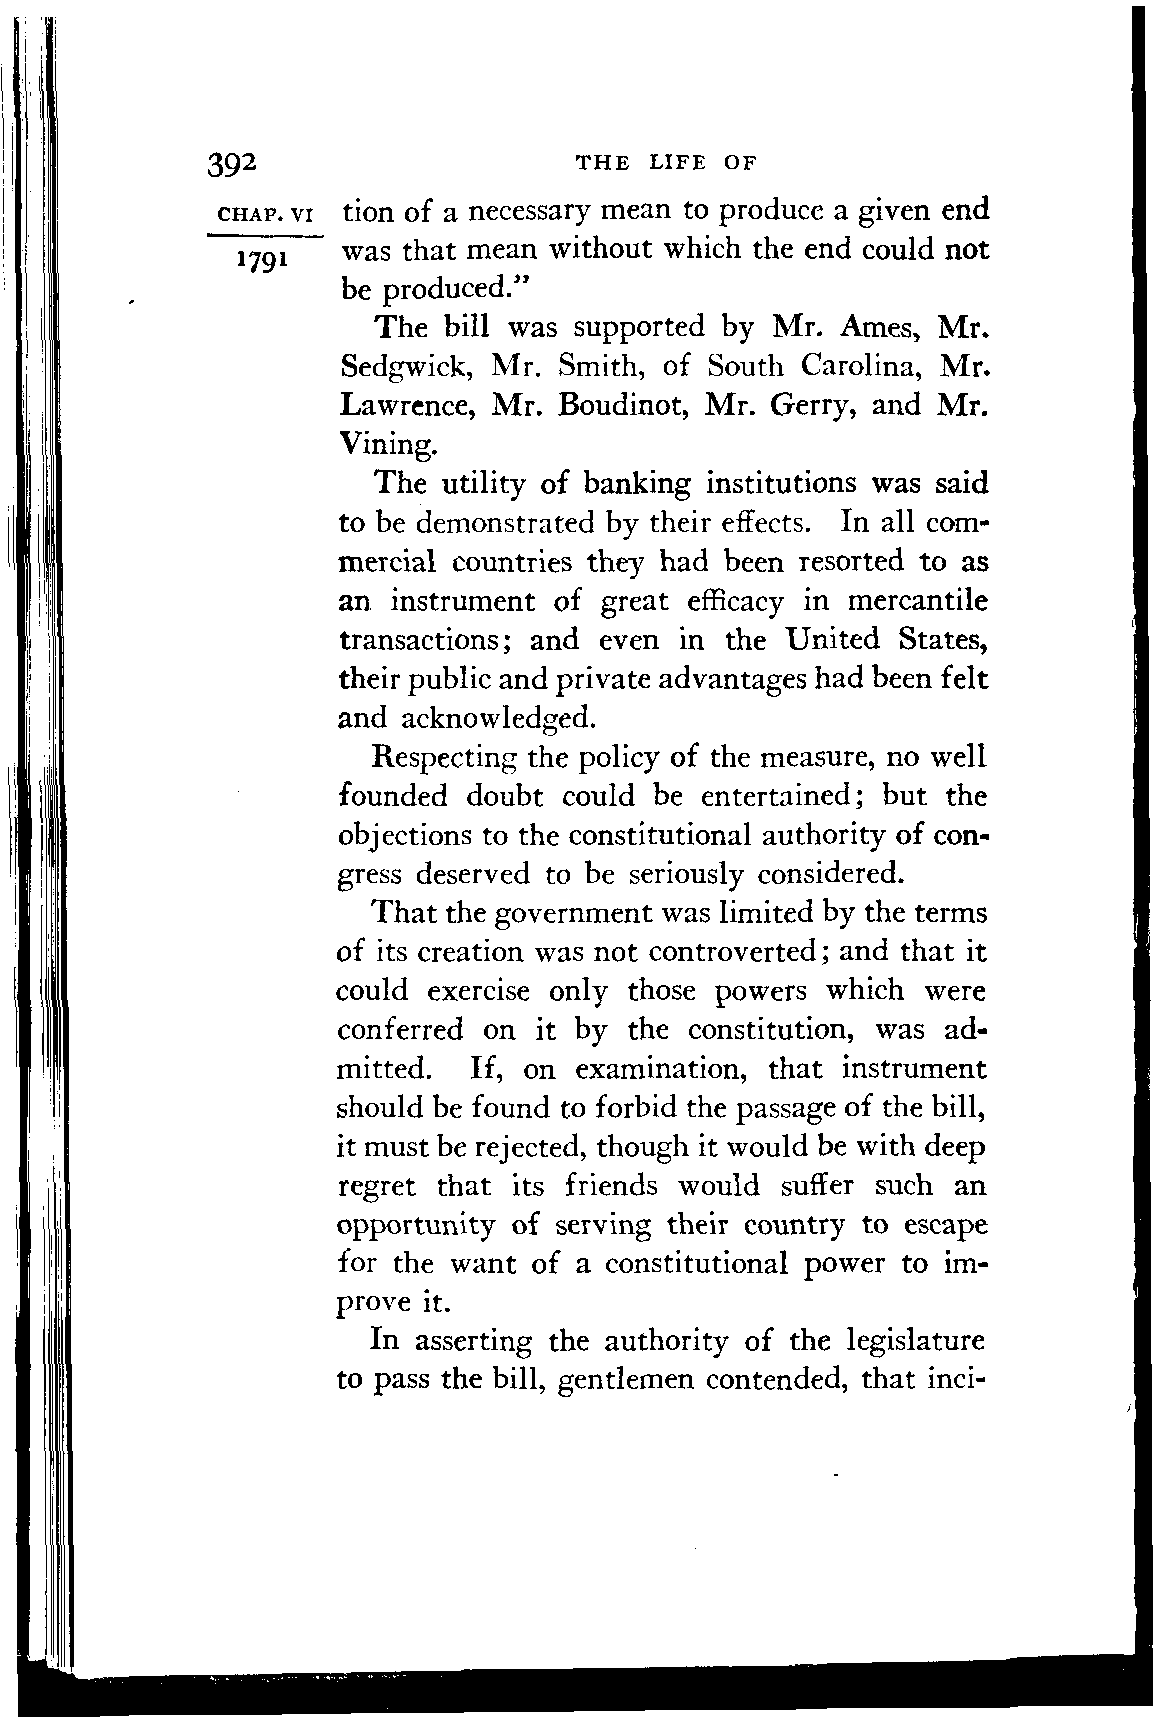 392 THE LIFE OF
CHAP. VI
1791
tion of a necessary mean to produce a given end
was that mean without which the end could not
be produced."
The bill was supported by Mr. Ames, Mr.
Sedgwick, Mr. Smith, of South Carolina, Mr.
Lawrence, Mr. Boudinot, Mr. Gerry, and Mr.
Vining.
The utility of banking institutions was said
to be demonstrated by their effects. In all com-
mercial countries they had been resorted to as
an instrument of great efficacy in mercantile
transactions; and even in the United States,
their public and private advantages had been felt
and acknowledged.
Respecting the policy of the measure, no well
founded doubt could be entertained; but the
objections to the constitutional authority of con-
gress deserved to be seriously considered.
That the government was limited by the terms
of its creation was not controverted; and that it
could exercise only those powers which were
conferred on it by the constitution, was ad-
mitted. If, on examination, that instrument
should be found to forbid the passage of the bill,
it must be rejected, though it would be with deep
regret that its friends would suffer such an
opportunity of serving their country to escape
for the want of a constitutional power to im-
prove it.
In asserting the authority of the legislature
to pass the bill, gentlemen contended, that inci-